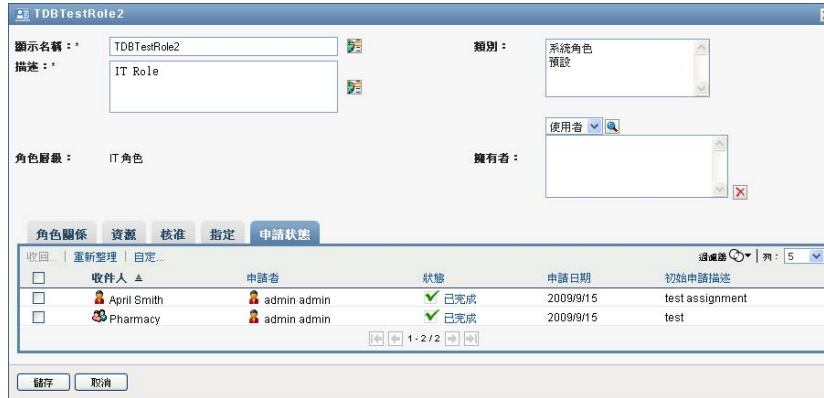 TDBTestRole2
顯示名稱：* TDBTestRole2
類別： 系統角色
預設
描述：* IT Role
使用者
角色層級： IT 角色
擁有者：
角色關係 資源 核准 指定 申請狀態
收回... | 重新整理 | 自定...
過濾器 | 列： 5
收件人 申請者 狀態 申請日期 初始申請描述
April Smith admin admin 已完成 2009/9/15 test assignment
Pharmacy admin admin 已完成 2009/9/15 test
1 - 2 / 2
儲存 取消